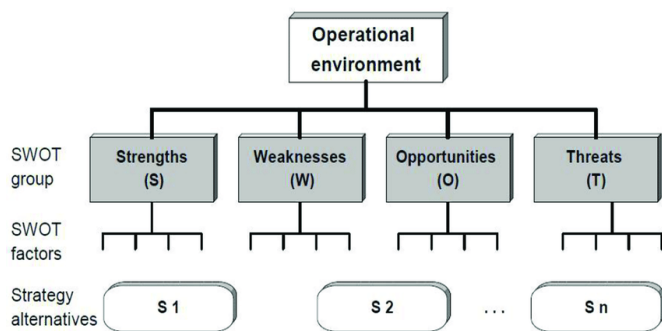 Operational
environment
SWOT
group
Strengths
(S)
Weaknesses
(W)
Opportunities
(O)
Threats
(T)
SWOT
factors
Strategy
alternatives
S 1
S 2
...
S n